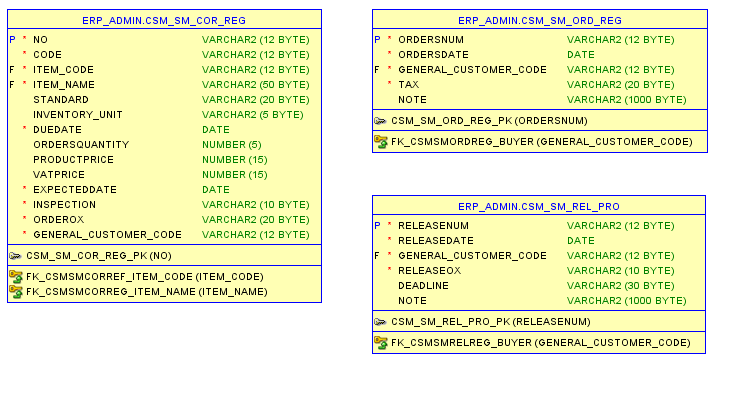 ERP_ADMIN.CSM_SM_COR_REG
P * NO VARCHAR2 (12 BYTE)
* CODE VARCHAR2 (12 BYTE)
F * ITEM_CODE VARCHAR2 (12 BYTE)
F * ITEM_NAME VARCHAR2 (50 BYTE)
STANDARD VARCHAR2 (20 BYTE)
INVENTORY_UNIT VARCHAR2 (5 BYTE)
* DUEDATE DATE
ORDERSQUANTITY NUMBER (5)
PRODUCTPRICE NUMBER (15)
VATPRICE NUMBER (15)
* EXPECTEDDATE DATE
* INSPECTION VARCHAR2 (10 BYTE)
* ORDEROX VARCHAR2 (20 BYTE)
* GENERAL_CUSTOMER_CODE VARCHAR2 (12 BYTE)
CSM_SM_COR_REG_PK (NO)
FK_CSMSMCORREF_ITEM_CODE (ITEM_CODE)
FK_CSMSMCORREG_ITEM_NAME (ITEM_NAME)
ERP_ADMIN.CSM_SM_ORD_REG
P * ORDERSNUM VARCHAR2 (12 BYTE)
* ORDERSDATE DATE
F * GENERAL_CUSTOMER_CODE VARCHAR2 (12 BYTE)
* TAX VARCHAR2 (20 BYTE)
NOTE VARCHAR2 (1000 BYTE)
CSM_SM_ORD_REG_PK (ORDERSNUM)
FK_CSMSMORDREG_BUYER (GENERAL_CUSTOMER_CODE)
ERP_ADMIN.CSM_SM_REL_PRO
P * RELEASENUM VARCHAR2 (12 BYTE)
* RELEASEDATE DATE
F * GENERAL_CUSTOMER_CODE VARCHAR2 (12 BYTE)
* RELEASEOX VARCHAR2 (10 BYTE)
DEADLINE VARCHAR2 (30 BYTE)
NOTE VARCHAR2 (1000 BYTE)
CSM_SM_REL_PRO_PK (RELEASENUM)
FK_CSMSMRELREG_BUYER (GENERAL_CUSTOMER_CODE)